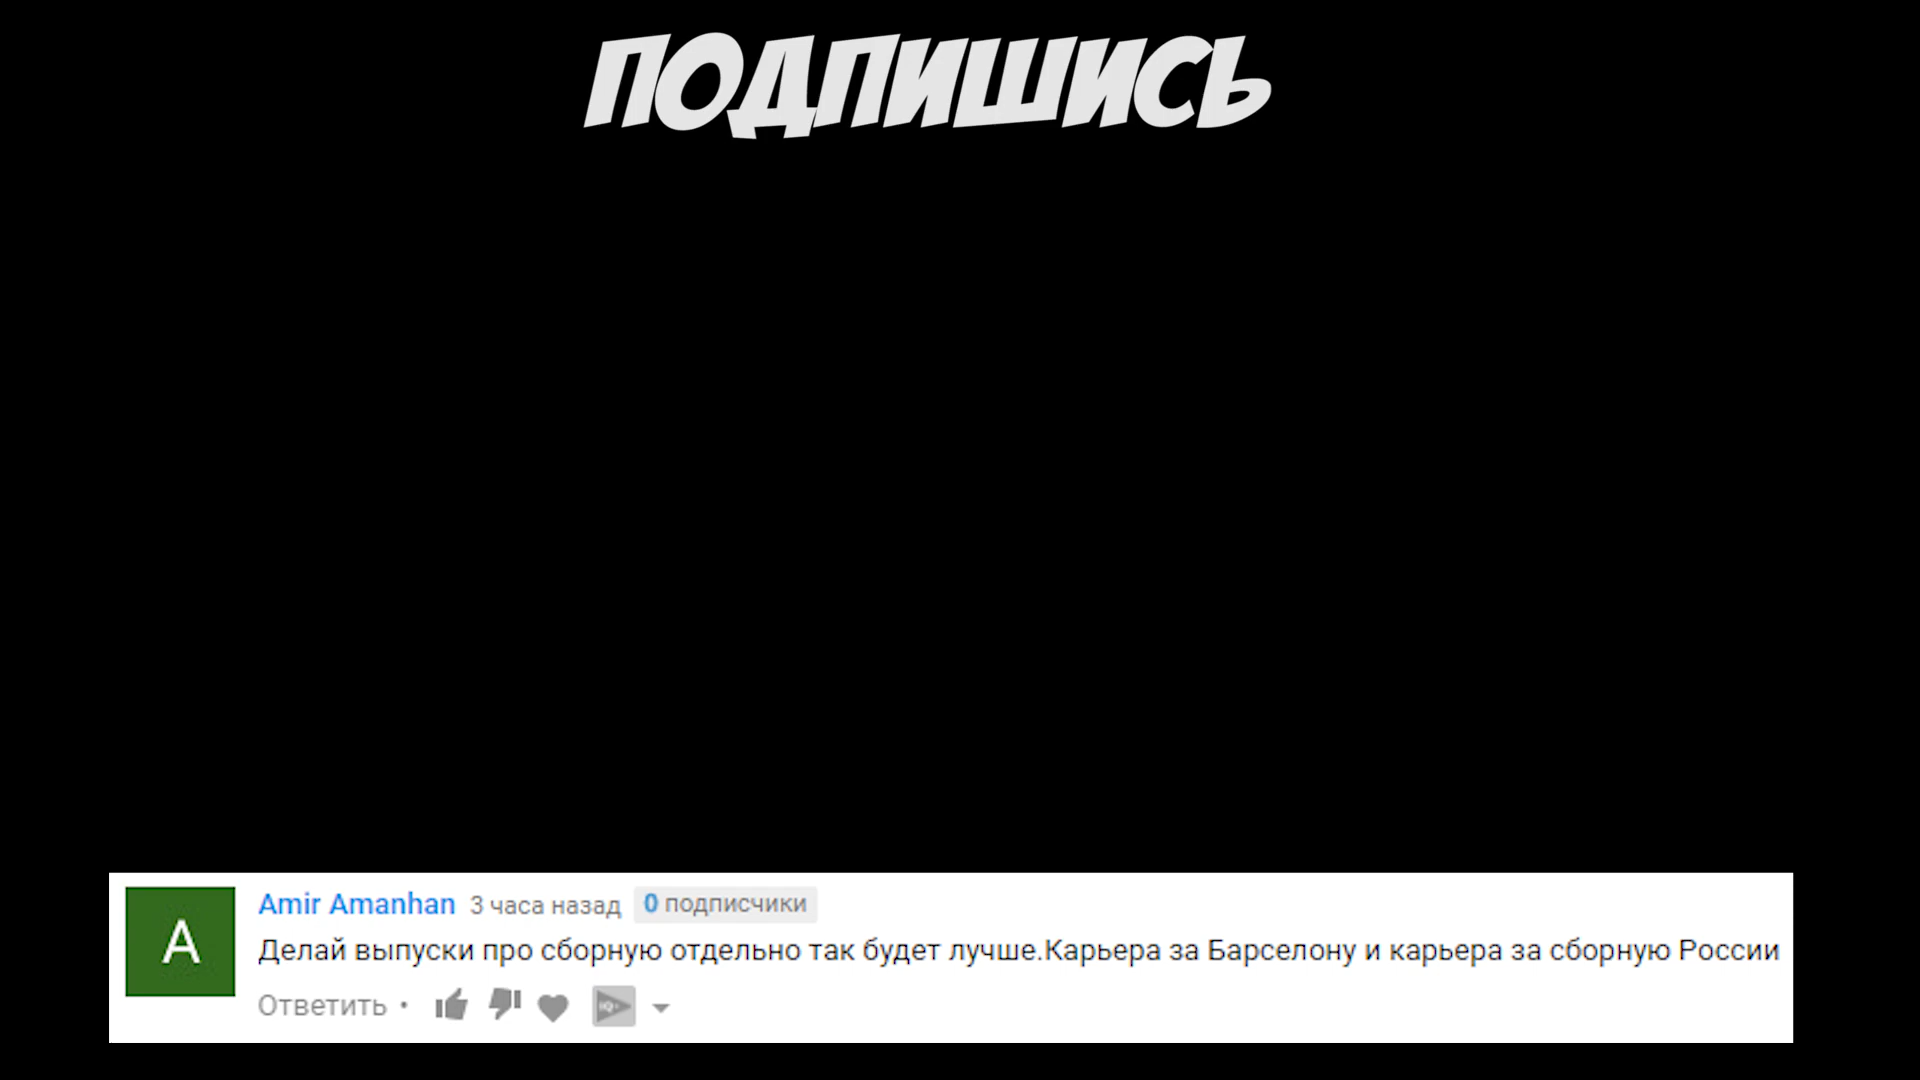 ПОДПИШИСЬ
A
Amir Amanhan 3 часа назад 0 подписчики
Делай выпуски про сборную отдельно так будет лучше.Карьера за Барселону и карьера за сборную России
Ответить •